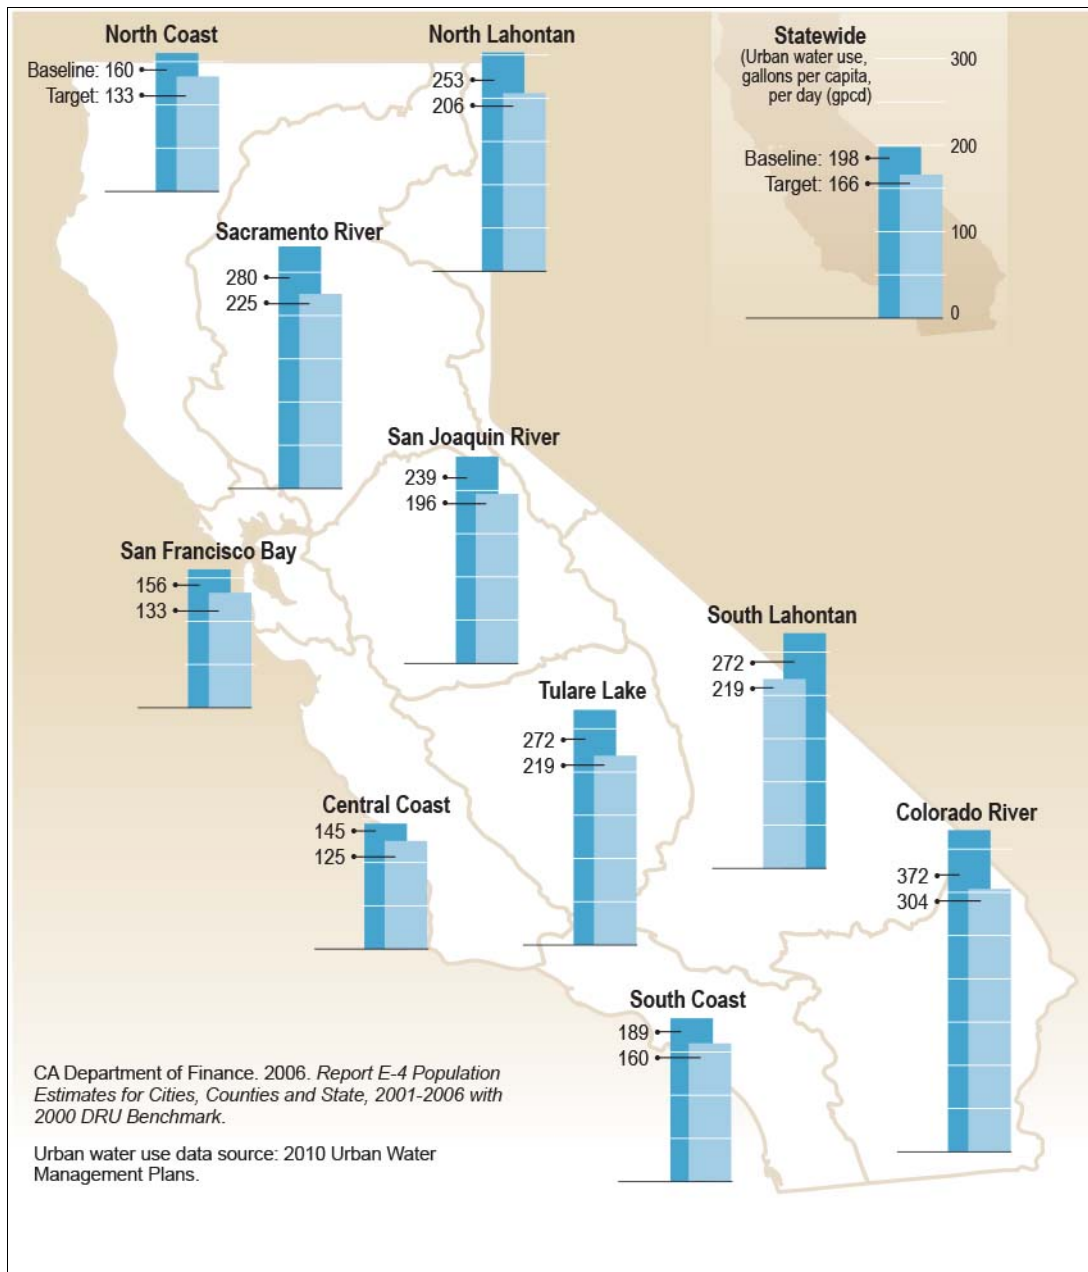 North Coast
Baseline: 160
Target: 133
North Lahontan
253
206
Statewide
(Urban water use,
gallons per capita,
per day (gpcd)
300
200
100
0
Baseline: 198
Target: 166
Sacramento River
280
225
San Joaquin River
239
196
San Francisco Bay
156
133
South Lahontan
272
219
Tulare Lake
272
219
Central Coast
145
125
Colorado River
372
304
South Coast
189
160
CA Department of Finance. 2006. Report E-4 Population
Estimates for Cities, Counties and State, 2001-2006 with
2000 DRU Benchmark.
Urban water use data source: 2010 Urban Water
Management Plans.